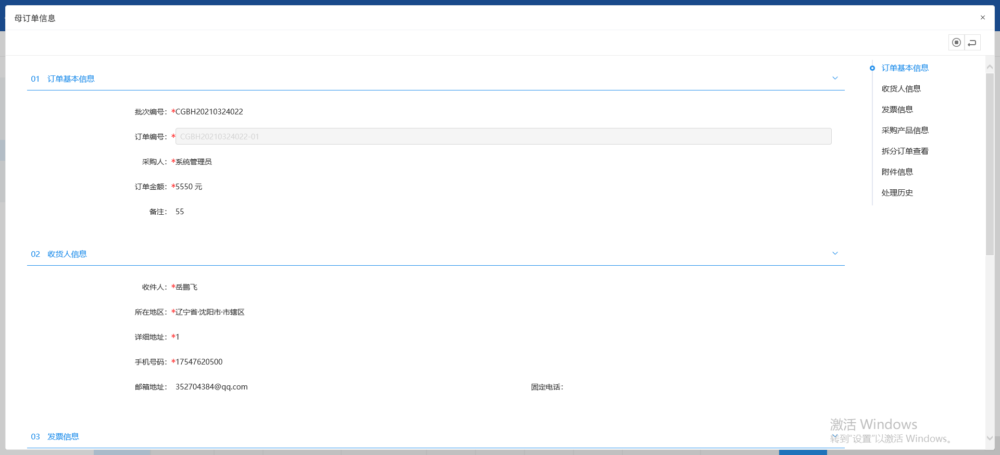 母订单信息
01 订单基本信息
批次编号：*CGBH20210324022
订单编号：*CGBH20210324022-01
采购人：*系统管理员
订单金额：*5550 元
备注： 55
02 收货人信息
收件人：*岳鹏飞
所在地区：*辽宁省·沈阳市·市辖区
详细地址：*1
手机号码：*17547620500
邮箱地址： 352704384@qq.com 固定电话：
03 发票信息
订单基本信息
收货人信息
发票信息
采购产品信息
拆分订单查看
附件信息
处理历史
激活 Windows
转到"设置"以激活 Windows。